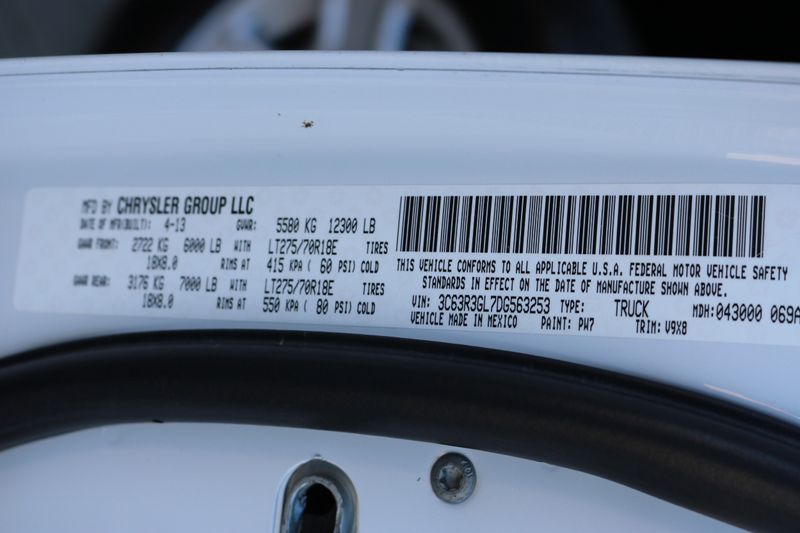 MFD BY CHRYSLER GROUP LLC
DATE OF MFR(BUILT): 4-13 GVWR: 5580 KG 12300 LB
GAWR FRONT: 2722 KG 6000 LB WITH LT275/70R18E TIRES
18X8.0 RIMS AT 415 KPA ( 60 PSI) COLD
GAWR REAR: 3176 KG 7000 LB WITH LT275/70R18E TIRES
18X8.0 RIMS AT 550 KPA ( 80 PSI) COLD
THIS VEHICLE CONFORMS TO ALL APPLICABLE U.S.A. FEDERAL MOTOR VEHICLE SAFETY
STANDARDS IN EFFECT ON THE DATE OF MANUFACTURE SHOWN ABOVE.
VIN: 3C63R3GL7DG563253 TYPE: TRUCK MDH: 043000 069A
VEHICLE MADE IN MEXICO PAINT: PW7 TRIM: V9X8